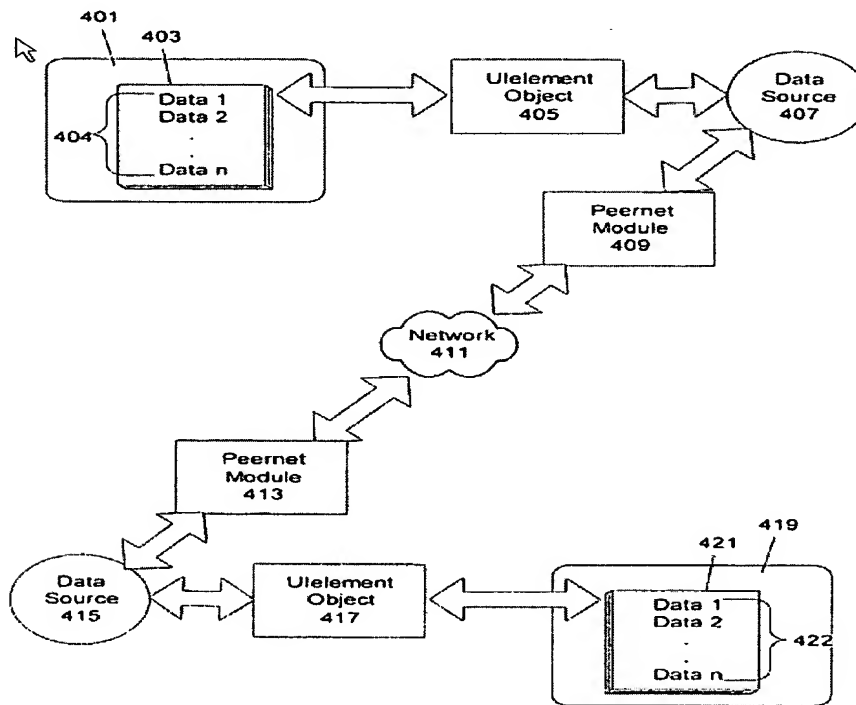 401
403
Data 1
Data 2
.
.
Data n
404
UIelement
Object
405
Data
Source
407
Peernet
Module
409
Network
411
Peernet
Module
413
Data
Source
415
UIelement
Object
417
419
421
Data 1
Data 2
.
.
Data n
422